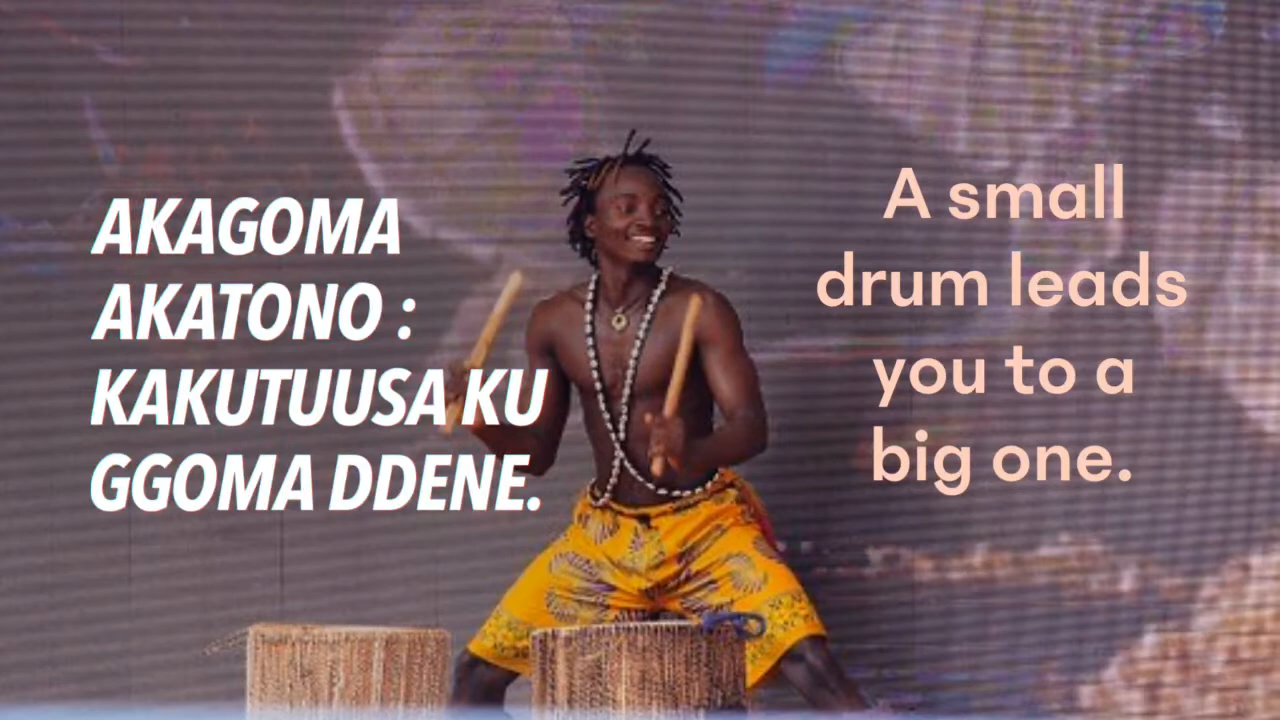 AKAGOMA
AKATONO :
KAKUTUUSA KU
GGOMA DDENE.
A small
drum leads
you to a
big one.